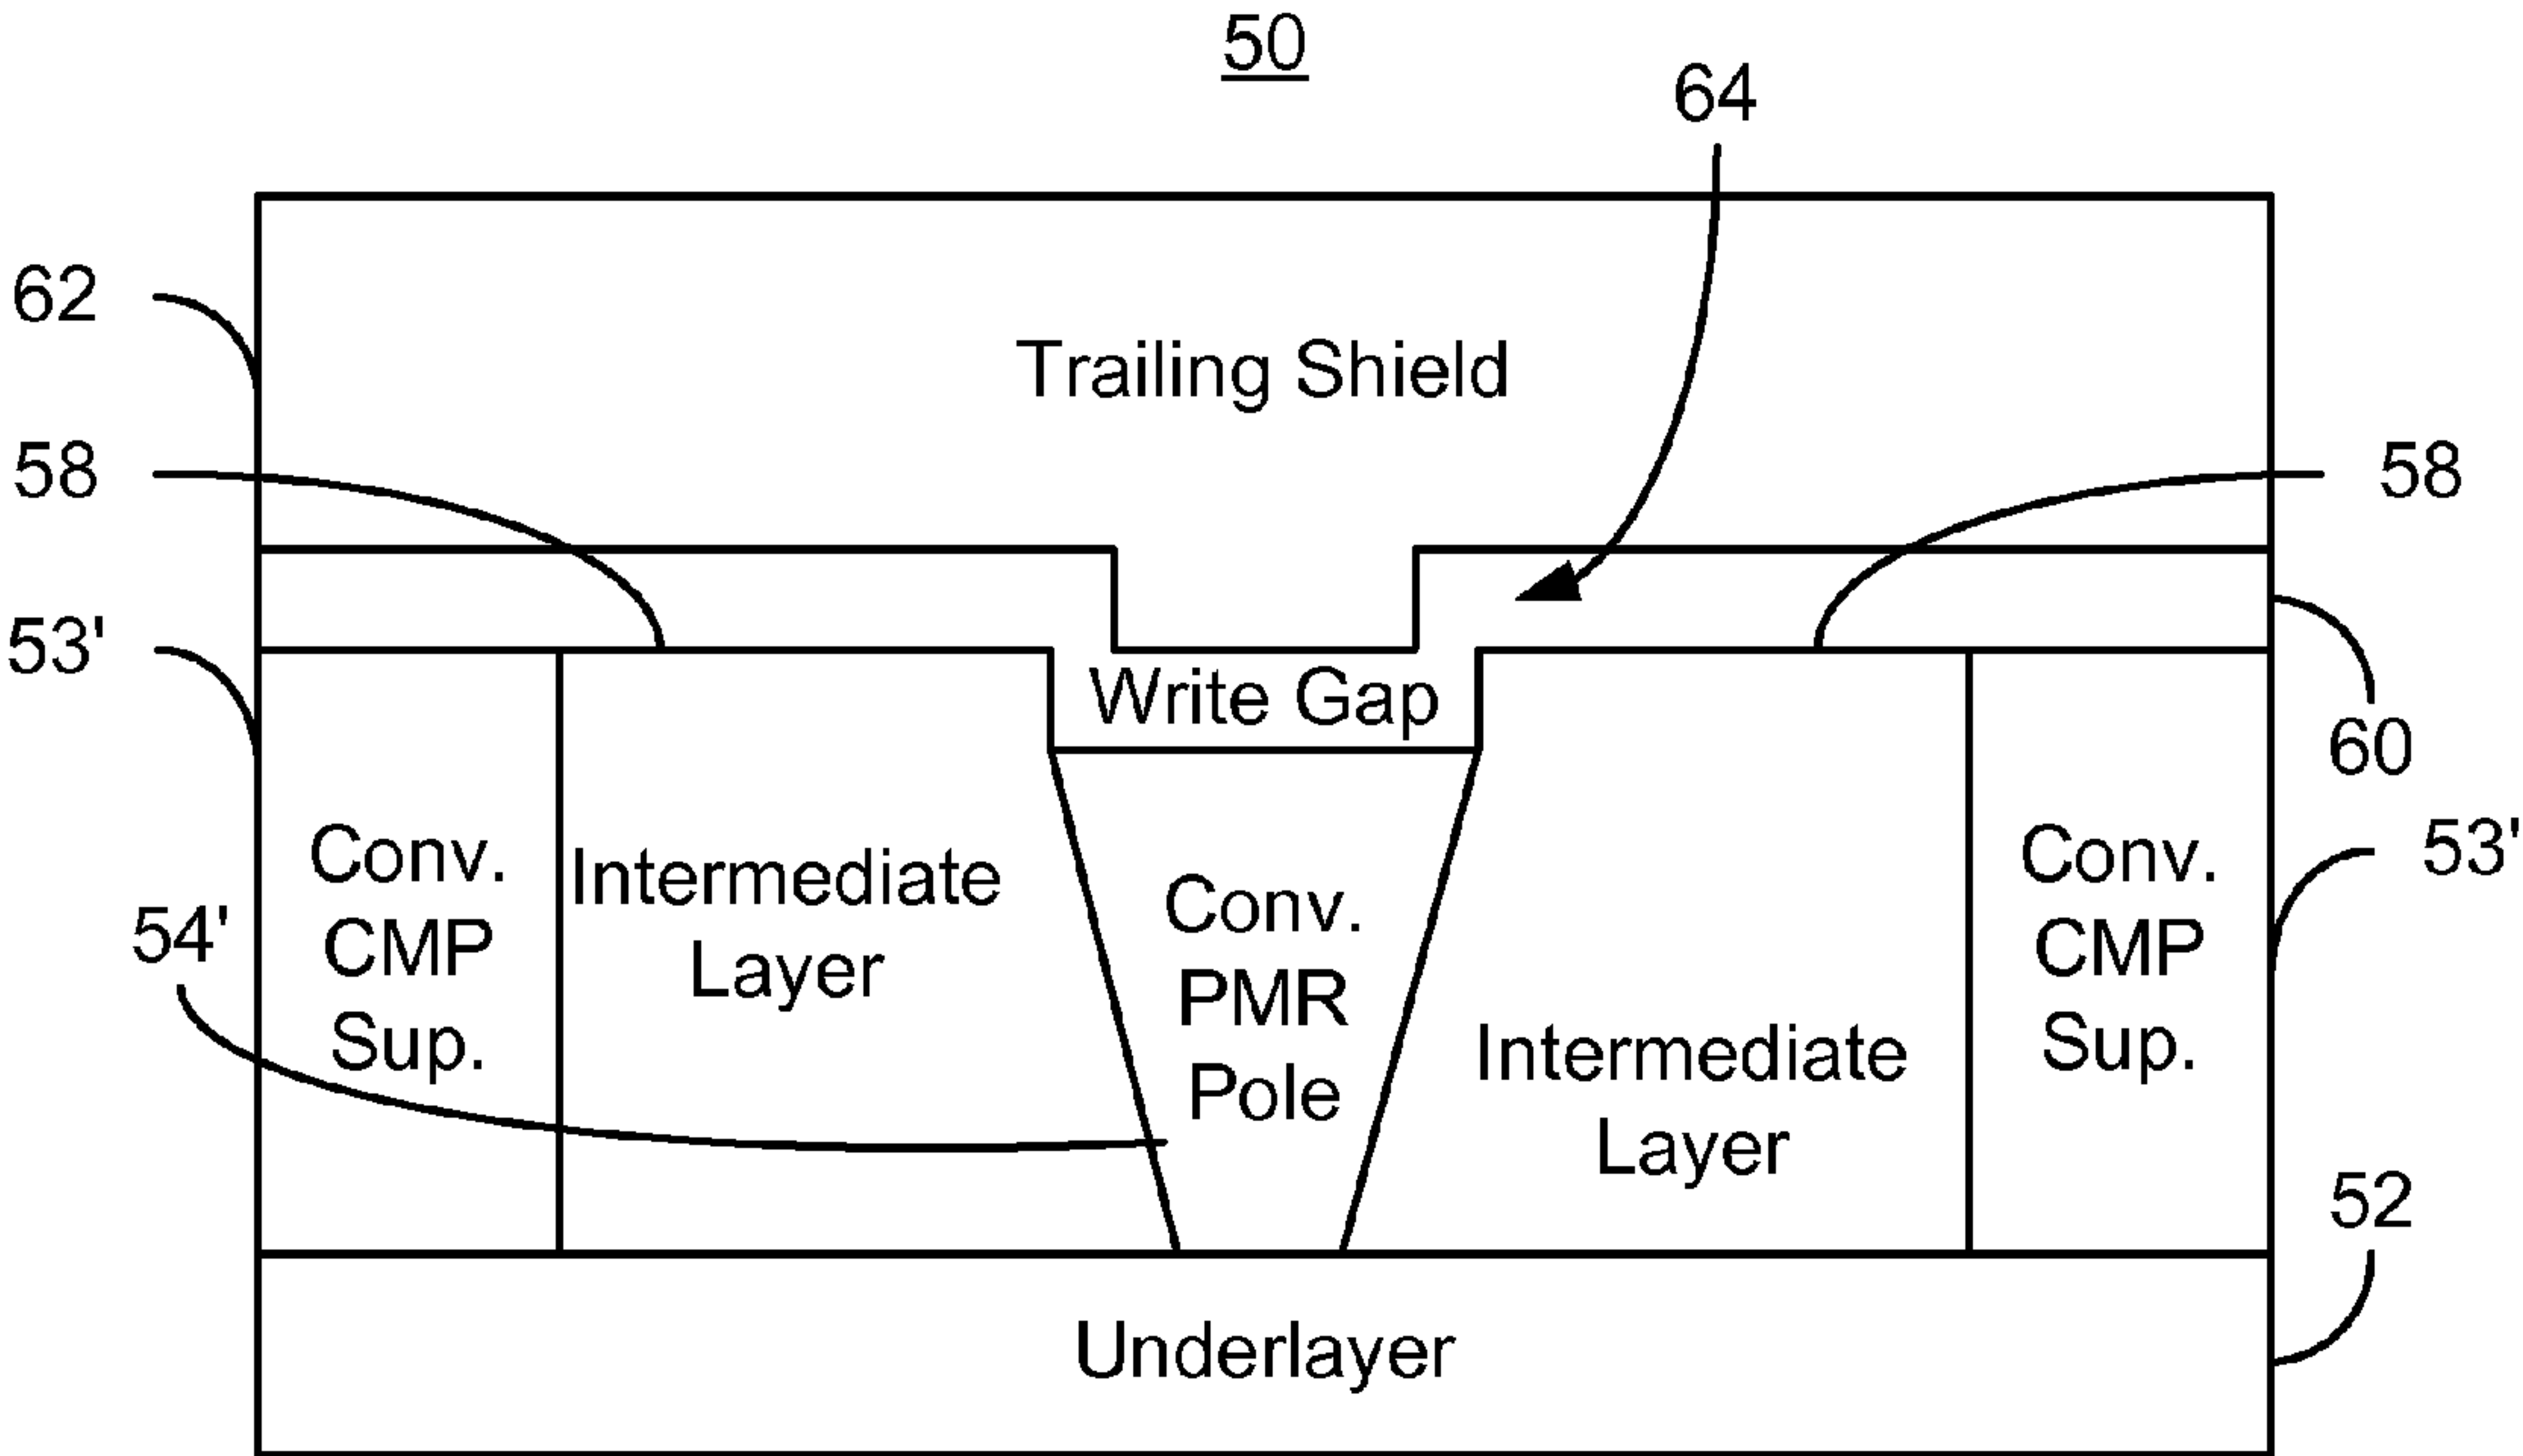 50
64
62
Trailing Shield
58
58
53'
Write Gap
60
Conv.
CMP
Sup.
Intermediate
Layer
Conv.
PMR
Pole
Intermediate
Layer
Conv.
CMP
Sup.
53'
54'
52
Underlayer